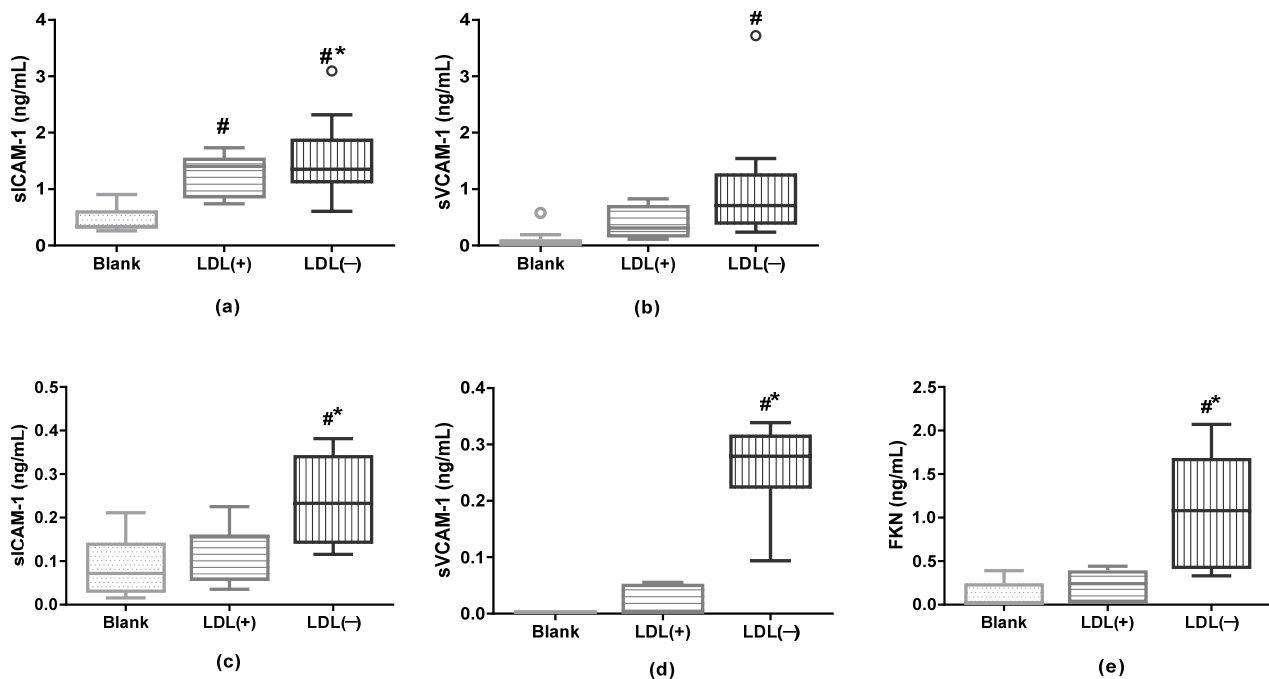 sICAM-1 (ng/mL)
4
3
2
1
0
#
#*
Blank
LDL(+)
LDL(—)
(a)
sVCAM-1 (ng/mL)
4
3
2
1
0
#
Blank
LDL(+)
LDL(—)
(b)
sICAM-1 (ng/mL)
0.5
0.4
0.3
0.2
0.1
0.0
#*
Blank
LDL(+)
LDL(—)
(c)
sVCAM-1 (ng/mL)
0.4
0.3
0.2
0.1
0.0
#*
Blank
LDL(+)
LDL(—)
(d)
FKN (ng/mL)
2.5
2.0
1.5
1.0
0.5
0.0
#*
Blank
LDL(+)
LDL(—)
(e)